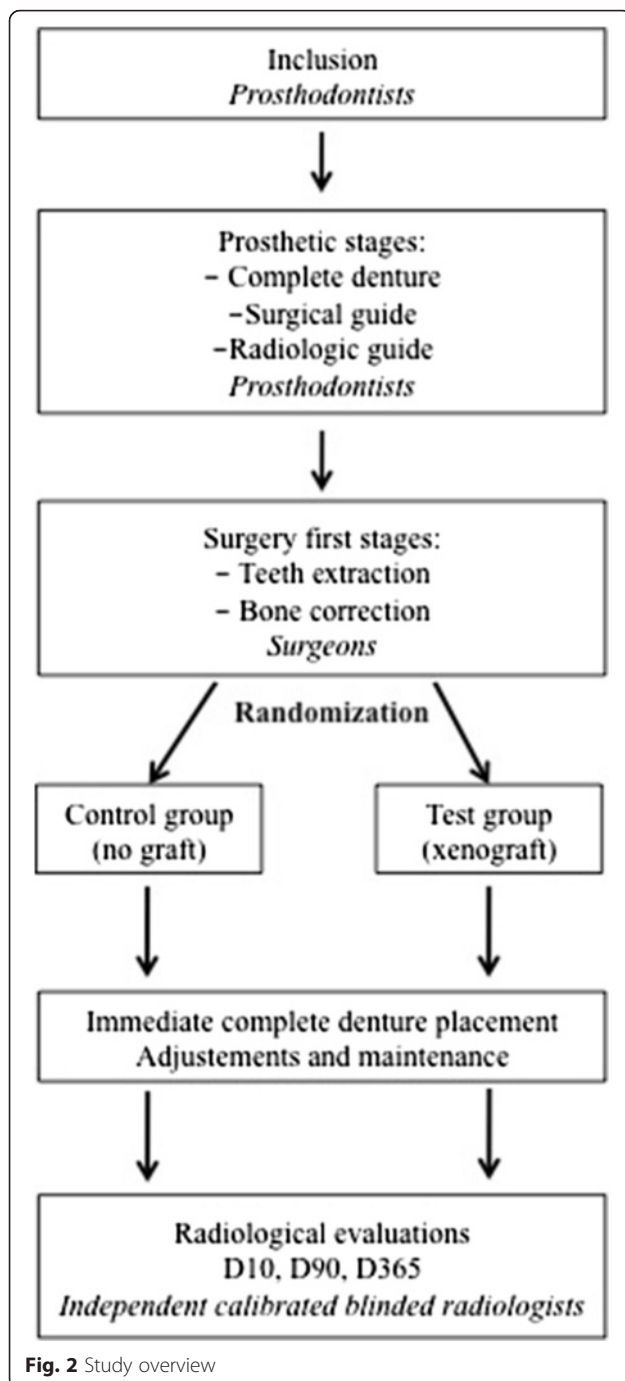 Inclusion
Prosthodontists
Prosthetic stages:
– Complete denture
–Surgical guide
–Radiologic guide
Prosthodontists
Surgery first stages:
– Teeth extraction
– Bone correction
Surgeons
Randomization
Control group
(no graft)
Test group
(xenograft)
Immediate complete denture placement
Adjustements and maintenance
Radiological evaluations
D10, D90, D365
Independent calibrated blinded radiologists
Fig. 2 Study overview